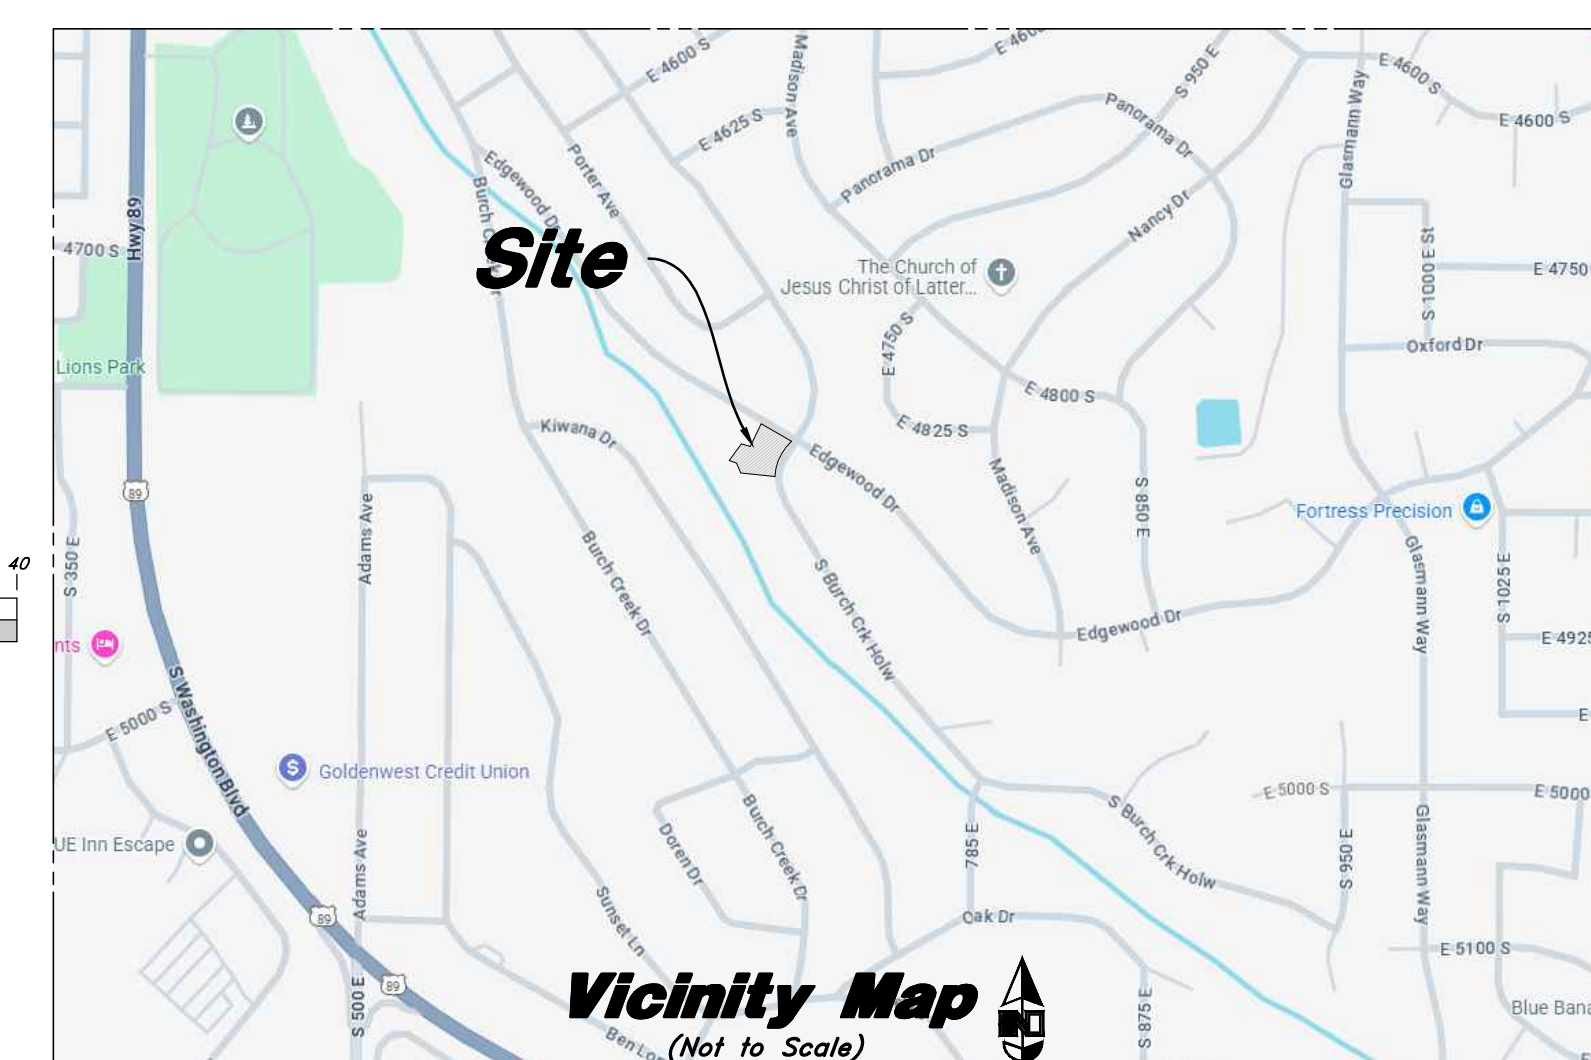 E 4600 S
E 4600 S
E 4600 S
E 4600 S
Madison Ave
S 950 E
Glasmann Way
Panorama Dr
E 4625 S
Panorama Dr
Edgewood Dr
Porter Ave
Nancy Dr
Hwy 89
4700 S
Site
The Church of
Jesus Christ of Latter...
S 1000 E St
E 4750
E 4750 S
Oxford Dr
Lions Park
E 4800 S
E 4825 S
Kiwana Dr
Edgewood Dr
89
Adams Ave
Madison Ave
S 850 E
Fortress Precision
40
S 350 E
Burch Creek Dr
S Burch Crk Holw
Glasmann Way
S 1025 E
Edgewood Dr
E 4925
nts
E 5000 S
S Washington Blvd
E
Goldenwest Credit Union
E 5000 S
E 5000
UE Inn Escape
Adams Ave
Doren Dr
Burch Creek Dr
785 E
S Burch Crk Holw
S 950 E
Glasmann Way
89
Sunset Ln
Oak Dr
E 5100 S
89
S 500 E
Vicinity Map
N
S 875 E
Blue Bana
(Not to Scale)